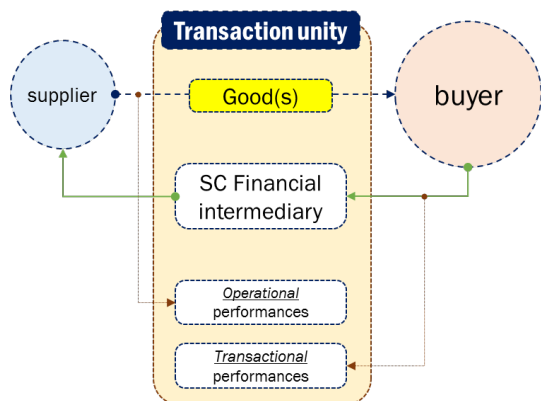 Transaction unity
supplier
Good(s)
buyer
SC Financial
intermediary
Operational
performances
Transactional
performances